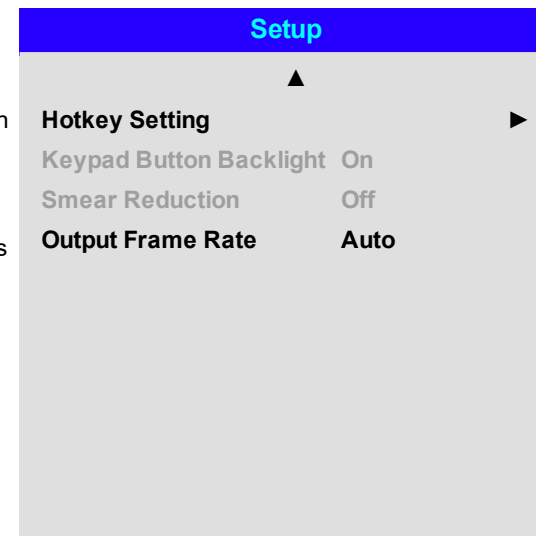 Setup
▲
n Hotkey Setting ►
Keypad Button Backlight On
Smear Reduction Off
s Output Frame Rate Auto